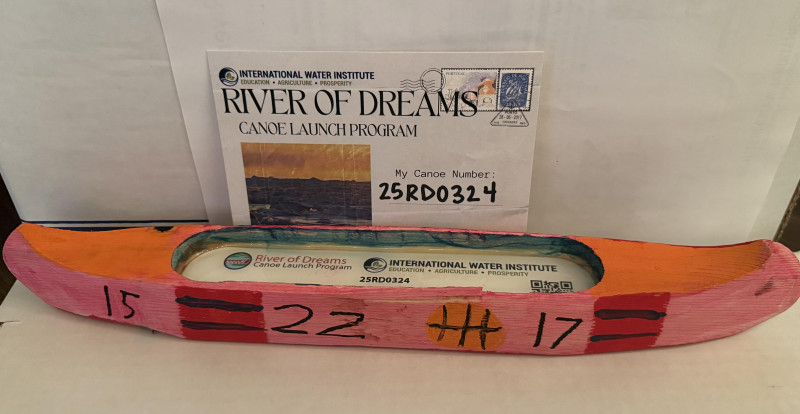 INTERNATIONAL WATER INSTITUTE
EDUCATION • AGRICULTURE • PROSPERITY
RIVER OF DREAMS
CANOE LAUNCH PROGRAM
PORTUGAL
My Canoe Number:
25RD0324
River of Dreams
Canoe Launch Program
INTERNATIONAL WATER INSTITUTE
EDUCATION • AGRICULTURE • PROSPERITY
25RD0324
15
22
17